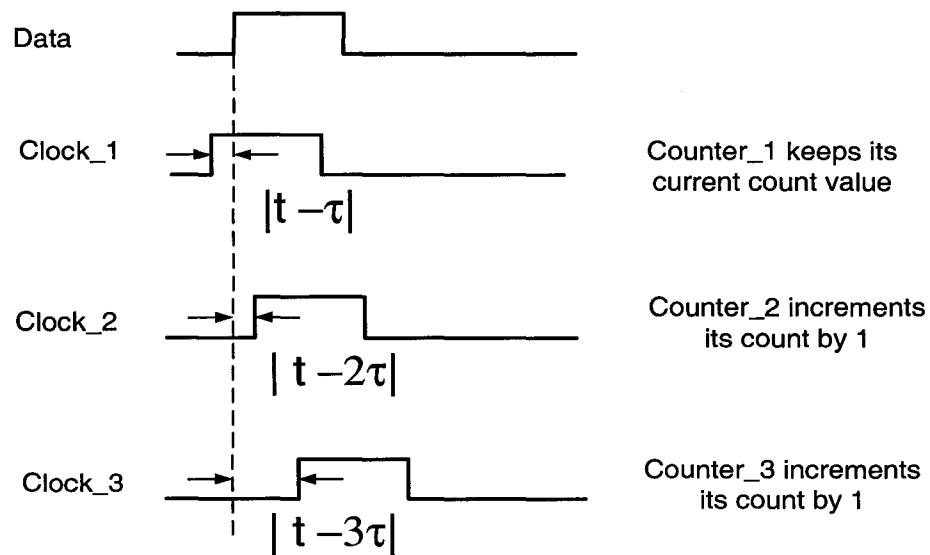 Data
Clock_1
|t −τ|
Counter_1 keeps its
current count value
Clock_2
| t −2τ|
Counter_2 increments
its count by 1
Clock_3
| t −3τ|
Counter_3 increments
its count by 1